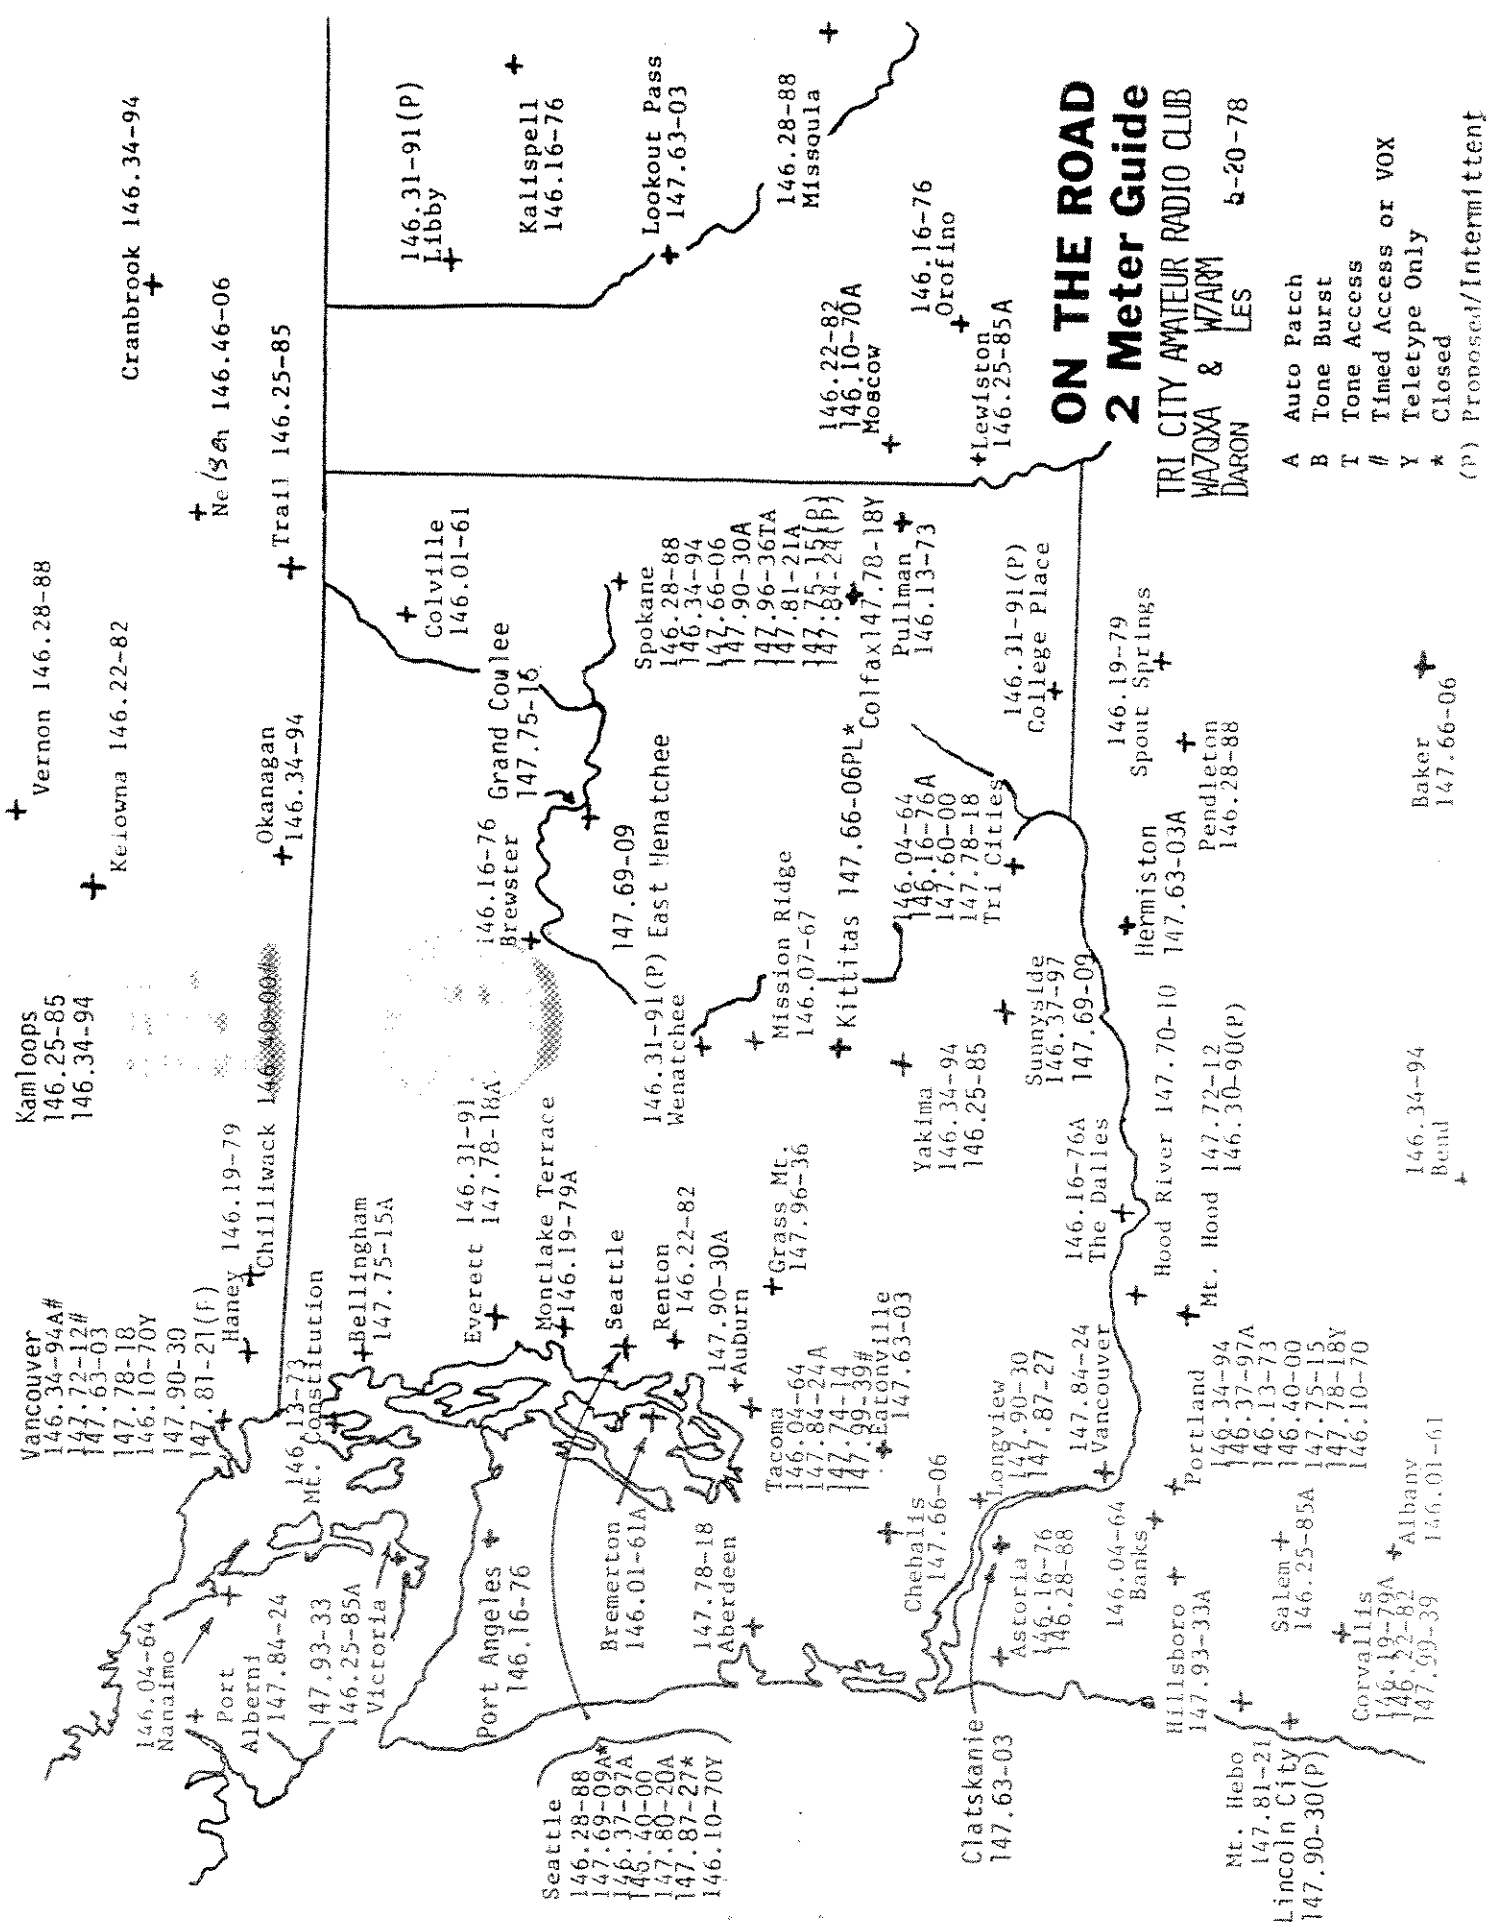 Vancouver
146.34-94A#
147.72-12#
147.63-03
147.78-18
146.10-70Y
147.90-30
Haney 146.19-79
Chilliwack
Kamloops
146.25-85
146.34-94
Vernon 146.28-88
Kelowna 146.22-82
Okanagan
146.34-94
Cranbrook 146.34-94
146.46-06
Trail 146.25-85
146.04-64
Nanaimo
Port
Alberni
147.84-24
147.93-33
146.25-85A
Victoria
146.13-73
Mt. Constitution
Bellingham
147.75-15A
Port Angeles
146.16-76
Everett 146.31-91
147.78-18A
Montlake Terrace
146.19-79A
Seattle
Renton
146.22-82
147.90-30A
Auburn
Bremerton
146.01-61A
147.78-18
Aberdeen
Seattle
146.28-88
147.69-09A*
146.37-97A
146.40-00
147.80-20A
147.87-27*
146.10-70Y
Tacoma
146.04-64
147.84-24A
147.74-14
147.99-39#
Eatonville
147.63-03
Grass Mt.
147.96-36
146.16-76
Brewster
Grand Coulee
147.75-15
Colville
146.01-61
147.69-09
146.31-91(P) East Wenatchee
Wenatchee
Mission Ridge
146.07-67
Kittitas 147.66-06PL*
Spokane
146.28-88
146.34-94
147.66-06
147.90-30A
147.96-36TA
147.81-21A
147.75-15(P)
147.84-24(P)
Colfax 147.78-18Y
Pullman
146.13-73
146.31-91(P)
Libby
Kalispell
146.16-76
Lookout Pass
147.63-03
146.28-88
Missoula
146.22-82
146.10-70A
Moscow
146.16-76
Orofino
Lewiston
146.25-85A
Yakima
146.34-94
146.25-85
Sunnyside
146.37-97
147.69-09
146.04-64
146.16-76A
147.60-00
147.78-18
Tri Cities
146.31-91(P)
College Place
146.19-79
Spout Springs
Pendleton
146.28-88
Hermiston
147.63-03A
Baker
147.66-06
Chehalis
147.66-06
Longview
147.90-30
147.87-27
147.84-24
Vancouver
Clatskanie
147.63-03
Astoria
146.16-76
146.28-88
146.04-64
Banks
146.16-76A
The Dalles
Hood River 147.70-10
Mt. Hood 147.72-12
146.30-90(P)
Hillsboro
147.93-33A
Portland
146.34-94
146.37-97A
146.13-73
146.40-00
147.75-15
147.78-18Y
146.10-70
Mt. Hebo
147.81-21
Lincoln City
147.90-30(P)
Salem
146.25-85A
Corvallis
146.19-79A
146.22-82
147.99-39
Albany
146.01-61
146.34-94
Bend
ON THE ROAD
2 Meter Guide
TRI CITY AMATEUR RADIO CLUB
WA7QXA & W7ARM
DARON LES
A Auto Patch
B Tone Burst
T Tone Access
# Timed Access or VOX
Y Teletype Only
* Closed
(P) Proposed/Intermittent